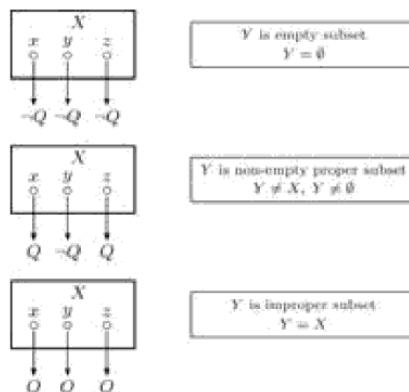 X
x y z
¬Q ¬Q ¬Q
Y is empty subset
Y = ∅
X
x y z
Q ¬Q Q
Y is non-empty proper subset
Y ≠ X, Y ≠ ∅
X
x y z
Q Q Q
Y is improper subset
Y = X